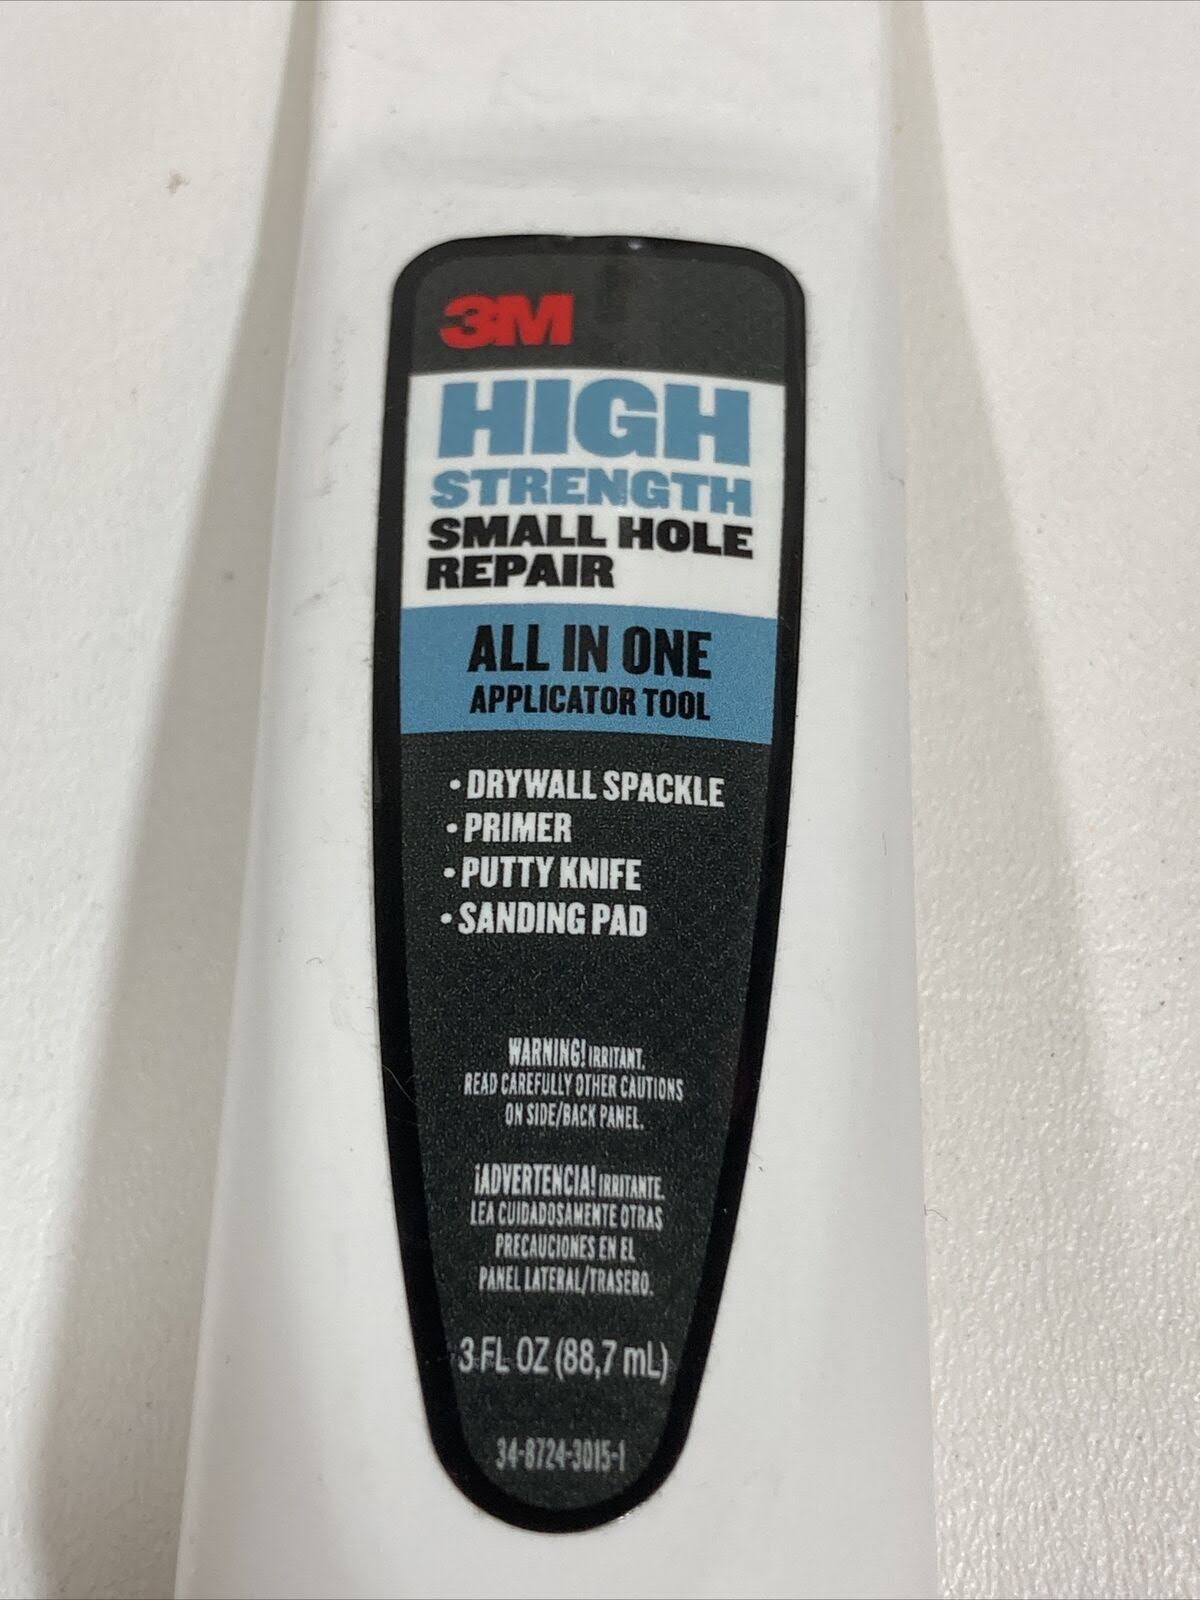 3M
HIGH
STRENGTH
SMALL HOLE
REPAIR
ALL IN ONE
APPLICATOR TOOL
• DRYWALL SPACKLE
• PRIMER
• PUTTY KNIFE
• SANDING PAD
WARNING! IRRITANT.
READ CAREFULLY OTHER CAUTIONS
ON SIDE/BACK PANEL.
¡ADVERTENCIA! IRRITANTE.
LEA CUIDADOSAMENTE OTRAS
PRECAUCIONES EN EL
PANEL LATERAL/TRASERO.
3 FL OZ (88,7 mL)
34-8724-3015-1